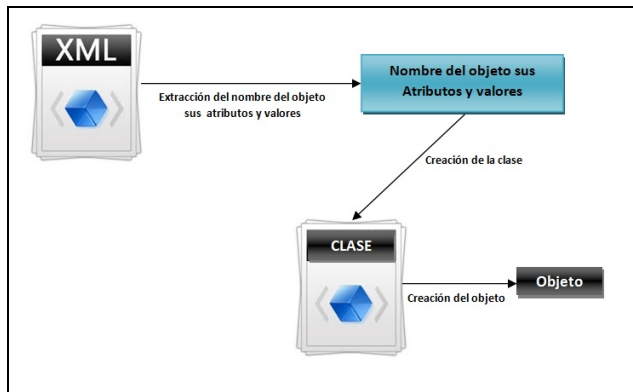 XML
Extracción del nombre del objeto
sus atributos y valores
Nombre del objeto sus
Atributos y valores
Creación de la clase
CLASE
Creación del objeto
Objeto